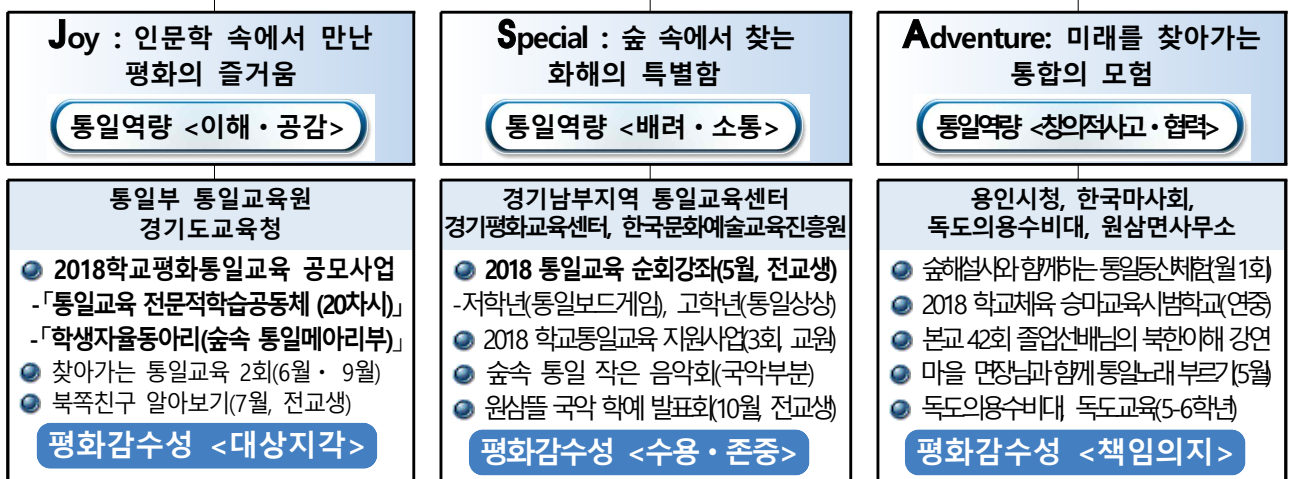 Joy : 인문학 속에서 만난
평화의 즐거움
통일역량 <이해・공감>
통일부 통일교육원
경기도교육청
2018학교평화통일교육 공모사업
-「통일교육 전문적학습공동체 (20차시)」
-「학생자율동아리(숲속 통일메아리부)」
찾아가는 통일교육 2회(6월・ 9월)
북쪽친구 알아보기(7월, 전교생)
평화감수성 <대상지각>
Special : 숲 속에서 찾는
화해의 특별함
통일역량 <배려・소통>
경기남부지역 통일교육센터
경기평화교육센터, 한국문화예술교육진흥원
2018 통일교육 순회강좌(5월, 전교생)
-저학년(통일보드게임), 고학년(통일상상)
2018 학교통일교육 지원사업(3회, 교원)
숲속 통일 작은 음악회(국악부분)
원삼뜰 국악 학예 발표회(10월, 전교생)
평화감수성 <수용・존중>
Adventure: 미래를 찾아가는
통합의 모험
통일역량 <창의적사고・협력>
용인시청, 한국마사회,
독도의용수비대, 원삼면사무소
숲해설사와 함께하는 통일동산체험(월 1회)
2018 학교체육 승마교육시범학교(연중)
본교 42회 졸업선배님의 북한이해 강연
마을 면장님과 함께 통일노래 부르기(5월)
독도의용수비대, 독도교육(5-6학년)
평화감수성 <책임의지>